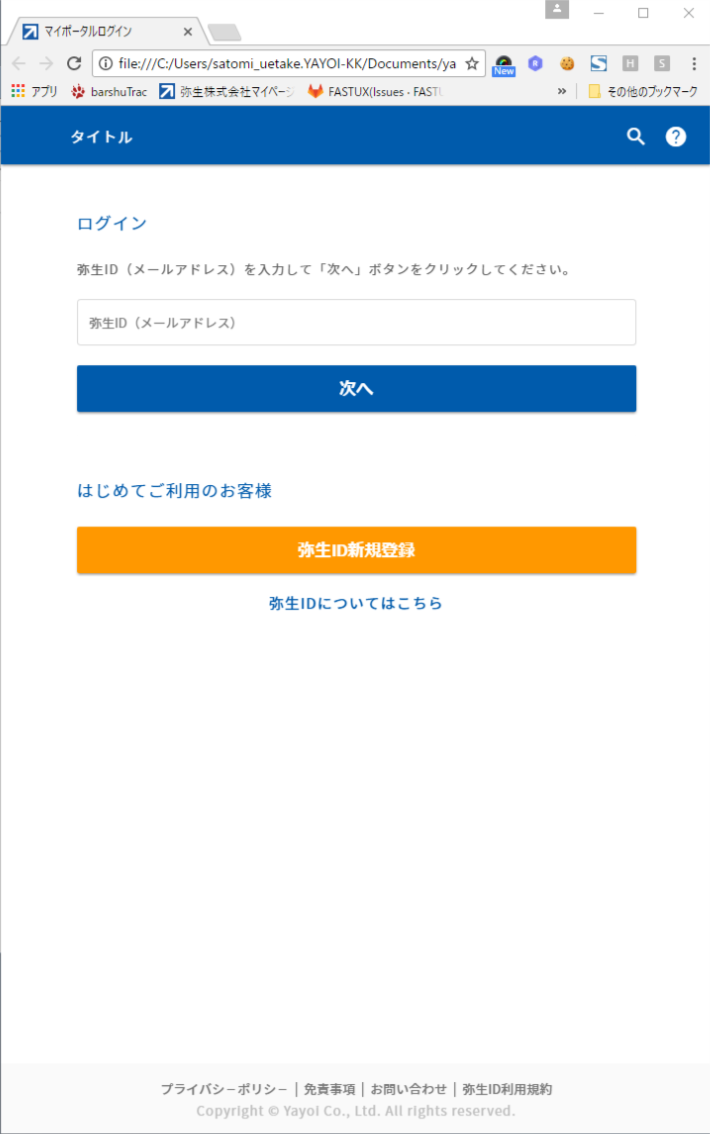 マイポータルログイン
file:///C:/Users/satomi_uetake.YAYOI-KK/Documents/ya
New
H
S
アプリ barshuTrac 弥生株式会社マイページ FASTUX(Issues - FASTU » その他のブックマーク
タイトル
ログイン
弥生ID（メールアドレス）を入力して「次へ」ボタンをクリックしてください。
弥生ID（メールアドレス）
次へ
はじめてご利用のお客様
弥生ID新規登録
弥生IDについてはこちら
プライバシーポリシー | 免責事項 | お問い合わせ | 弥生ID利用規約
Copyright © Yayoi Co., Ltd. All rights reserved.